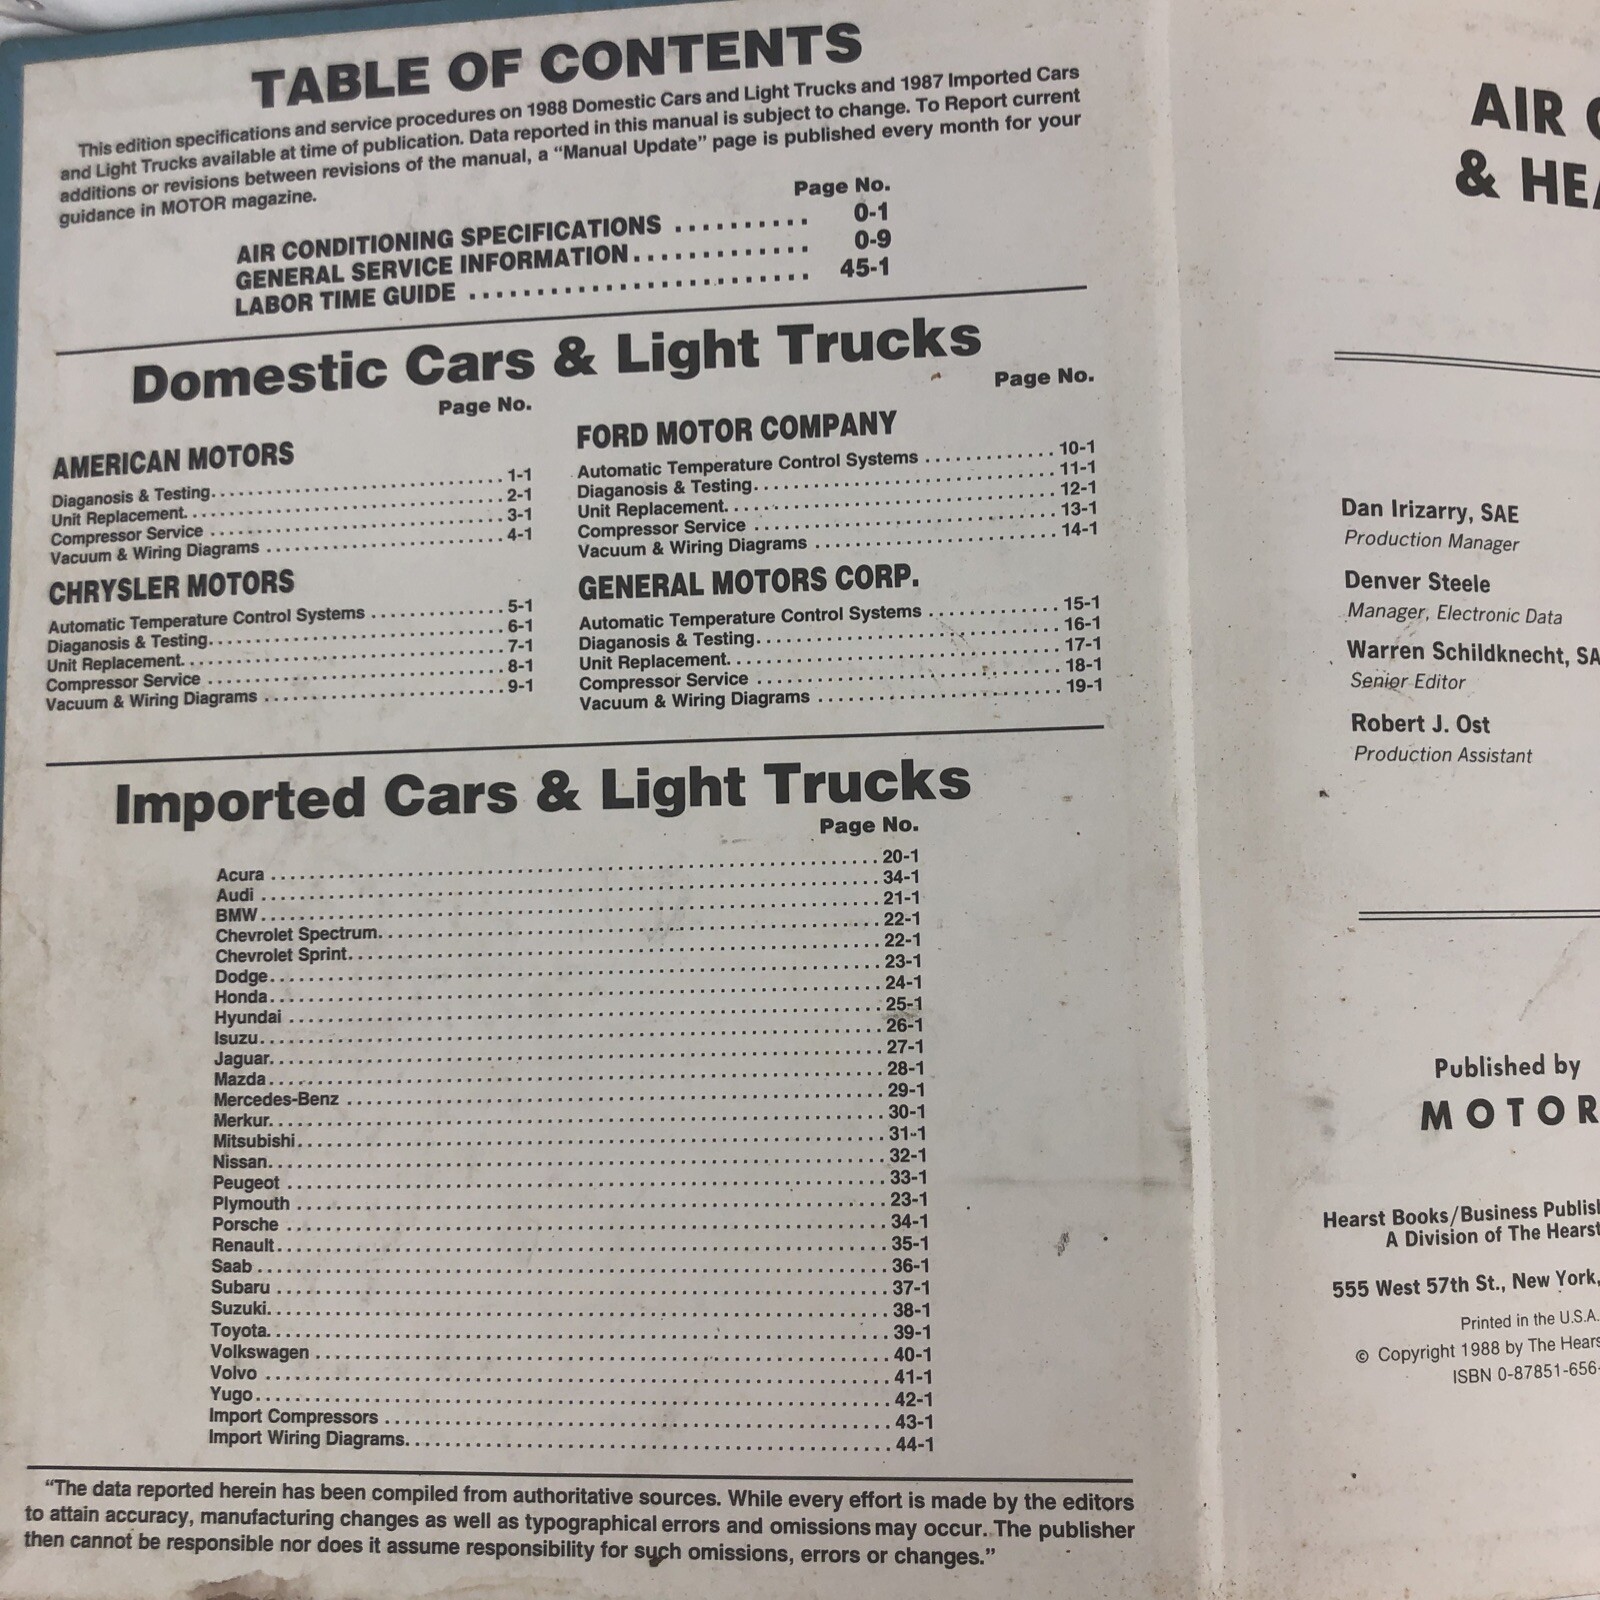 TABLE OF CONTENTS
This edition specifications and service procedures on 1988 Domestic Cars and Light Trucks and 1987 Imported Cars
and Light Trucks available at time of publication. Data reported in this manual is subject to change. To Report current
additions or revisions between revisions of the manual, a “Manual Update” page is published every month for your
guidance in MOTOR magazine.
Page No.
AIR CONDITIONING SPECIFICATIONS .......... 0-1
GENERAL SERVICE INFORMATION............. 0-9
LABOR TIME GUIDE ......................... 45-1
Domestic Cars & Light Trucks
Page No.
AMERICAN MOTORS
Diaganosis & Testing.............................. 1-1
Unit Replacement................................. 2-1
Compressor Service .............................. 3-1
Vacuum & Wiring Diagrams ........................ 4-1
CHRYSLER MOTORS
Automatic Temperature Control Systems ............. 5-1
Diaganosis & Testing.............................. 6-1
Unit Replacement................................. 7-1
Compressor Service .............................. 8-1
Vacuum & Wiring Diagrams ........................ 9-1
Page No.
FORD MOTOR COMPANY
Automatic Temperature Control Systems ............. 10-1
Diaganosis & Testing.............................. 11-1
Unit Replacement................................. 12-1
Compressor Service .............................. 13-1
Vacuum & Wiring Diagrams ........................ 14-1
GENERAL MOTORS CORP.
Automatic Temperature Control Systems ............. 15-1
Diaganosis & Testing.............................. 16-1
Unit Replacement................................. 17-1
Compressor Service .............................. 18-1
Vacuum & Wiring Diagrams ........................ 19-1
Imported Cars & Light Trucks
Page No.
Acura ........................................ 20-1
Audi ......................................... 34-1
BMW.......................................... 21-1
Chevrolet Spectrum............................ 22-1
Chevrolet Sprint.............................. 22-1
Dodge........................................ 23-1
Honda........................................ 24-1
Hyundai ...................................... 25-1
Isuzu......................................... 26-1
Jaguar........................................ 27-1
Mazda........................................ 28-1
Mercedes-Benz ............................... 29-1
Merkur....................................... 30-1
Mitsubishi.................................... 31-1
Nissan....................................... 32-1
Peugeot ...................................... 33-1
Plymouth ..................................... 23-1
Porsche ...................................... 34-1
Renault....................................... 35-1
Saab ......................................... 36-1
Subaru ....................................... 37-1
Suzuki........................................ 38-1
Toyota........................................ 39-1
Volkswagen ................................... 40-1
Volvo ........................................ 41-1
Yugo......................................... 42-1
Import Compressors ........................... 43-1
Import Wiring Diagrams........................ 44-1
“The data reported herein has been compiled from authoritative sources. While every effort is made by the editors
to attain accuracy, manufacturing changes as well as typographical errors and omissions may occur. The publisher
then cannot be responsible nor does it assume responsibility for such omissions, errors or changes.”
AIR
& HEA
Dan Irizarry, SAE
Production Manager
Denver Steele
Manager, Electronic Data
Warren Schildknecht, SA
Senior Editor
Robert J. Ost
Production Assistant
Published by
MOTOR
Hearst Books/Business Publis
A Division of The Hearst
555 West 57th St., New York,
Printed in the U.S.A.
© Copyright 1988 by The Hears
ISBN 0-87851-656-